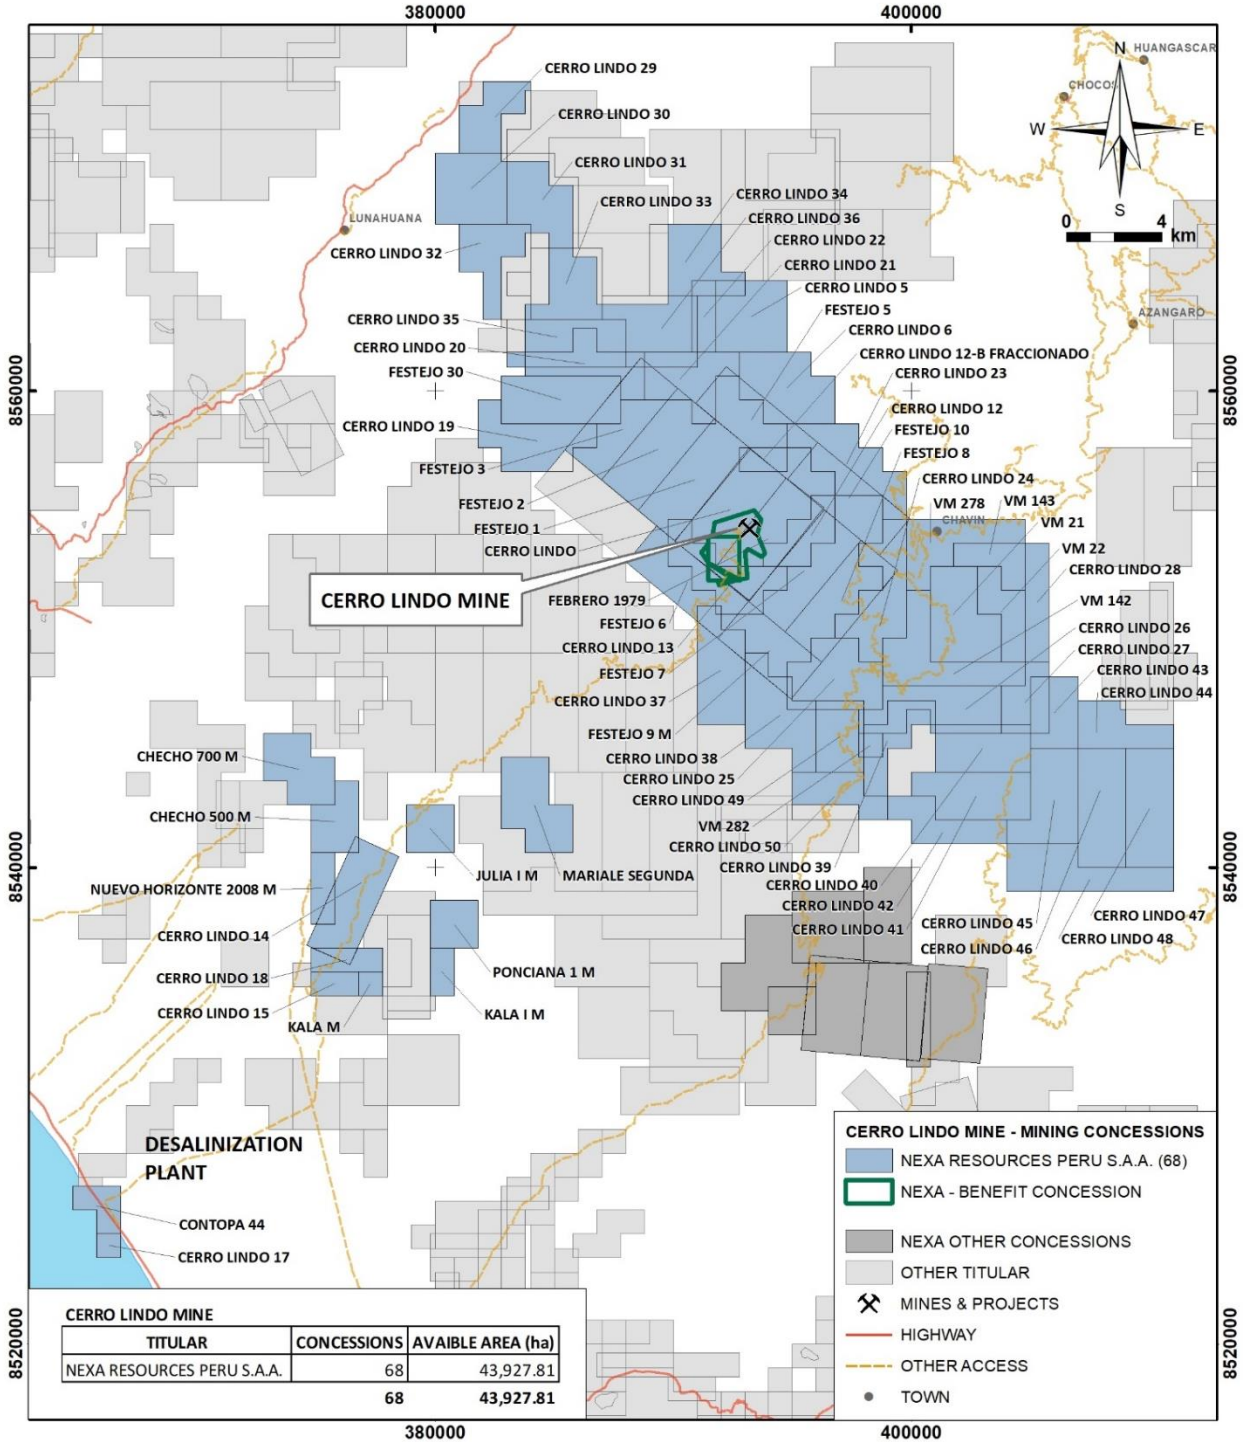 380000
400000
HUANGASCAR
N
CHOCOS
W
E
S
0 4
km
CERRO LINDO 29
CERRO LINDO 30
CERRO LINDO 31
CERRO LINDO 34
CERRO LINDO 33
CERRO LINDO 36
LUNAHUANA
CERRO LINDO 22
CERRO LINDO 32
CERRO LINDO 21
CERRO LINDO 5
FESTEJO 5
AZANGARO
CERRO LINDO 35
CERRO LINDO 6
CERRO LINDO 20
CERRO LINDO 12-B FRACCIONADO
FESTEJO 30
CERRO LINDO 23
8560000
8560000
CERRO LINDO 12
CERRO LINDO 19
FESTEJO 10
FESTEJO 3
FESTEJO 8
CERRO LINDO 24
FESTEJO 2
VM 278
VM 143
FESTEJO 1
CHAVIN
VM 21
CERRO LINDO
VM 22
CERRO LINDO 28
CERRO LINDO MINE
FEBRERO 1979
VM 142
FESTEJO 6
CERRO LINDO 26
CERRO LINDO 13
CERRO LINDO 27
FESTEJO 7
CERRO LINDO 43
CERRO LINDO 37
CERRO LINDO 44
FESTEJO 9 M
CHECHO 700 M
CERRO LINDO 38
CERRO LINDO 25
CERRO LINDO 49
CHECHO 500 M
VM 282
CERRO LINDO 50
JULIA I M
MARIALE SEGUNDA
CERRO LINDO 39
8540000
8540000
NUEVO HORIZONTE 2008 M
CERRO LINDO 40
CERRO LINDO 42
CERRO LINDO 47
CERRO LINDO 45
CERRO LINDO 41
CERRO LINDO 14
CERRO LINDO 48
CERRO LINDO 46
CERRO LINDO 18
PONCIANA 1 M
CERRO LINDO 15
KALA M
KALA I M
DESALINIZATION
PLANT
CONTOPA 44
CERRO LINDO 17
CERRO LINDO MINE - MINING CONCESSIONS
NEXA RESOURCES PERU S.A.A. (68)
NEXA - BENEFIT CONCESSION
NEXA OTHER CONCESSIONS
OTHER TITULAR
MINES & PROJECTS
HIGHWAY
OTHER ACCESS
TOWN
CERRO LINDO MINE
TITULAR CONCESSIONS AVAIBLE AREA (ha)
NEXA RESOURCES PERU S.A.A. 68 43,927.81
68 43,927.81
8520000
8520000
380000
400000